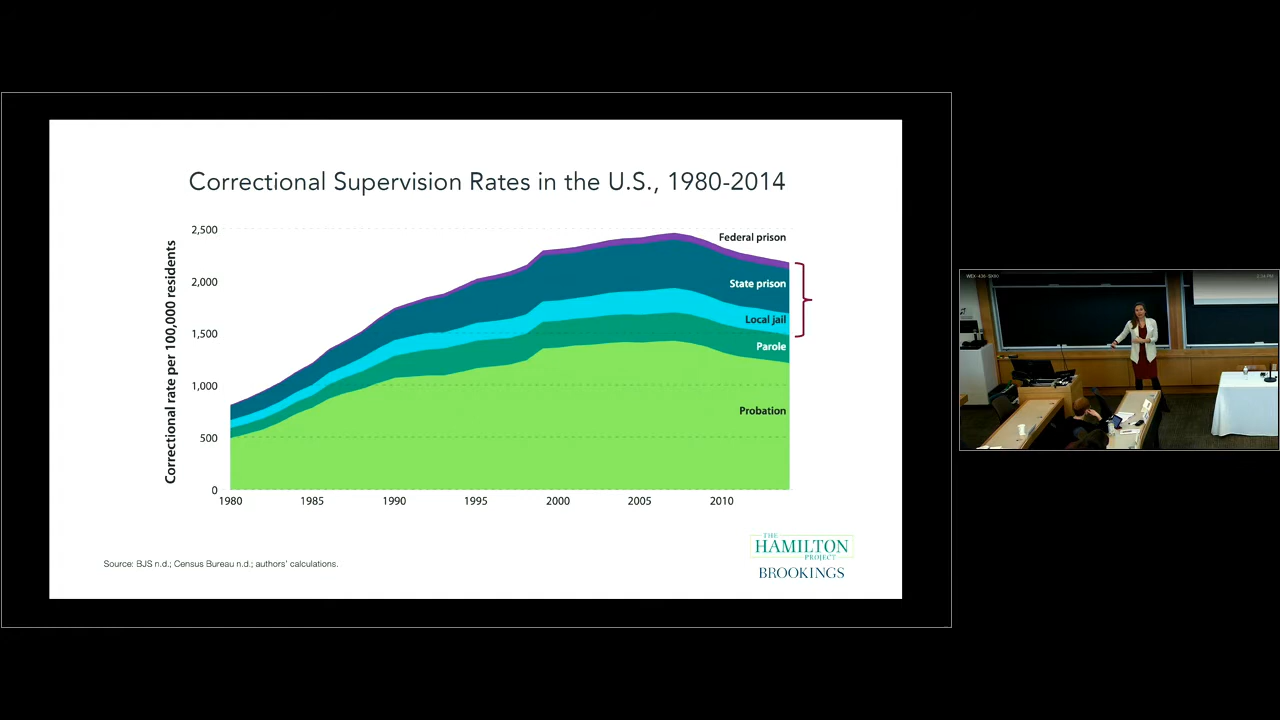 Correctional Supervision Rates in the U.S., 1980-2014
Correctional rate per 100,000 residents
2,500
2,000
1,500
1,000
500
0
1980
1985
1990
1995
2000
2005
2010
Federal prison
State prison
Local jail
Parole
Probation
Source: BJS n.d.; Census Bureau n.d.; authors' calculations.
THE
HAMILTON
PROJECT
BROOKINGS